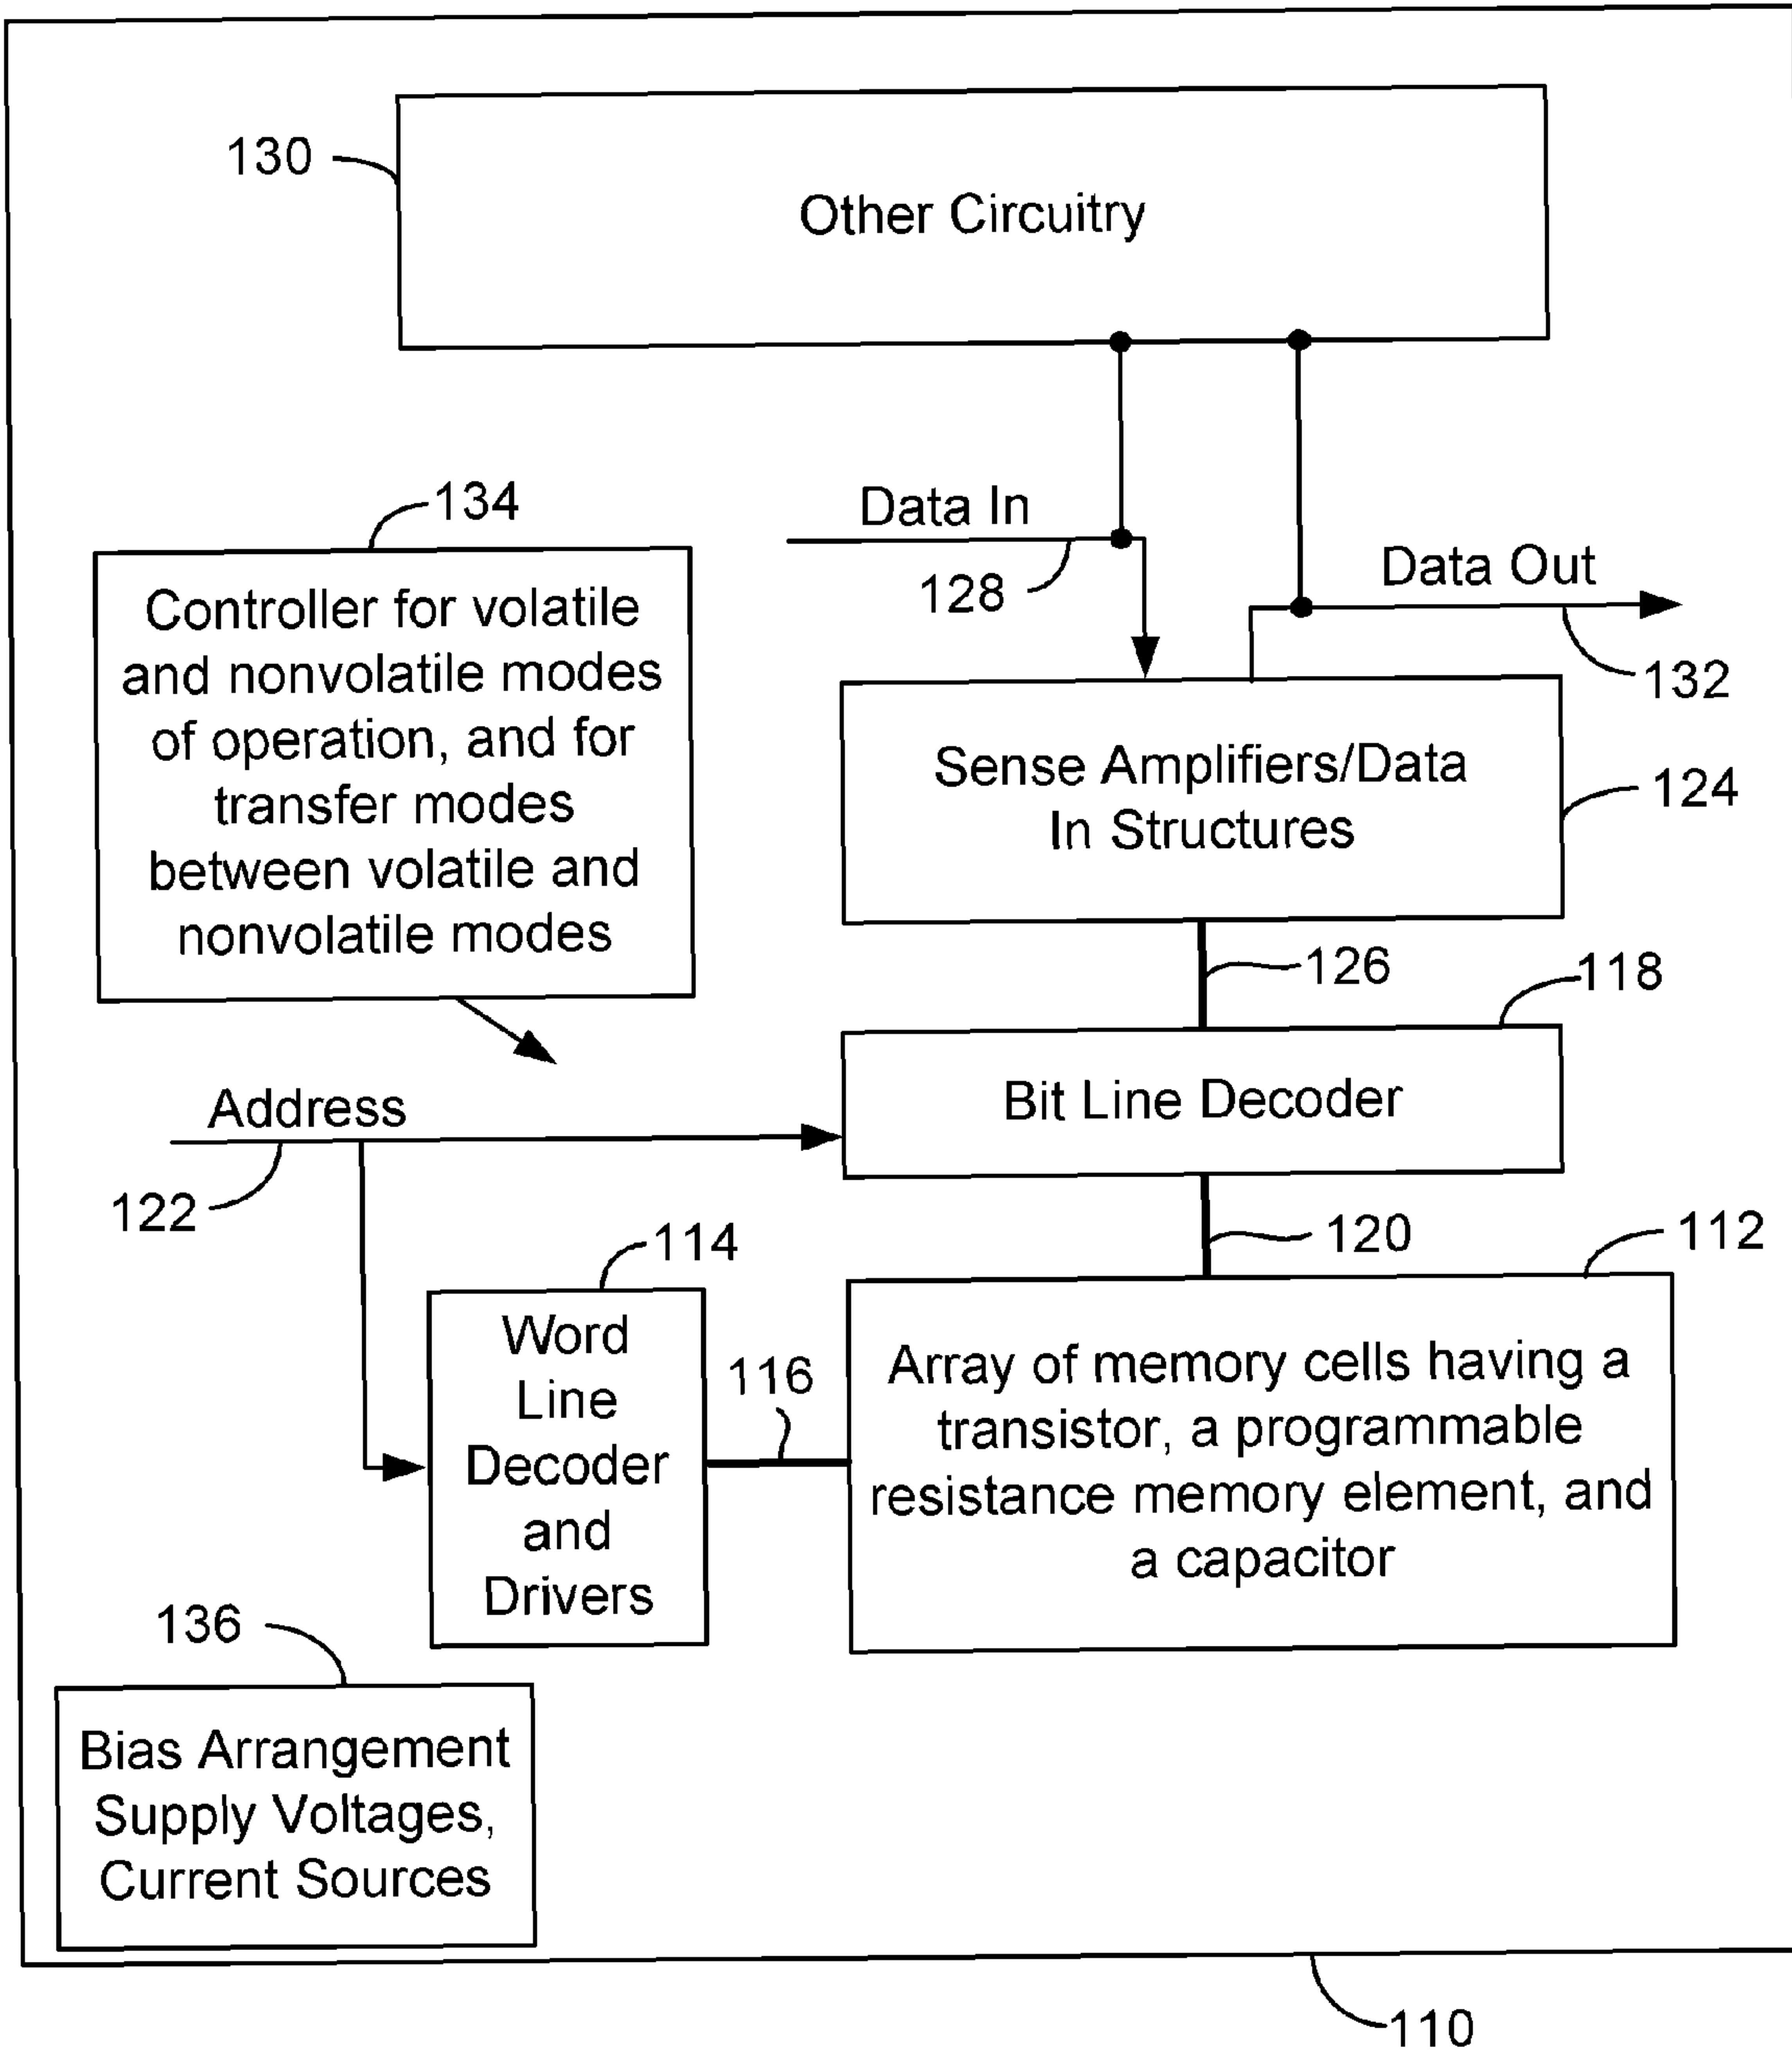 130
Other Circuitry
134
Data In
128
Data Out
132
Controller for volatile
and nonvolatile modes
of operation, and for
transfer modes
between volatile and
nonvolatile modes
Sense Amplifiers/Data
In Structures
124
126
118
Bit Line Decoder
Address
122
120
112
114
Word
Line
Decoder
and
Drivers
116
Array of memory cells having a
transistor, a programmable
resistance memory element, and
a capacitor
136
Bias Arrangement
Supply Voltages,
Current Sources
110